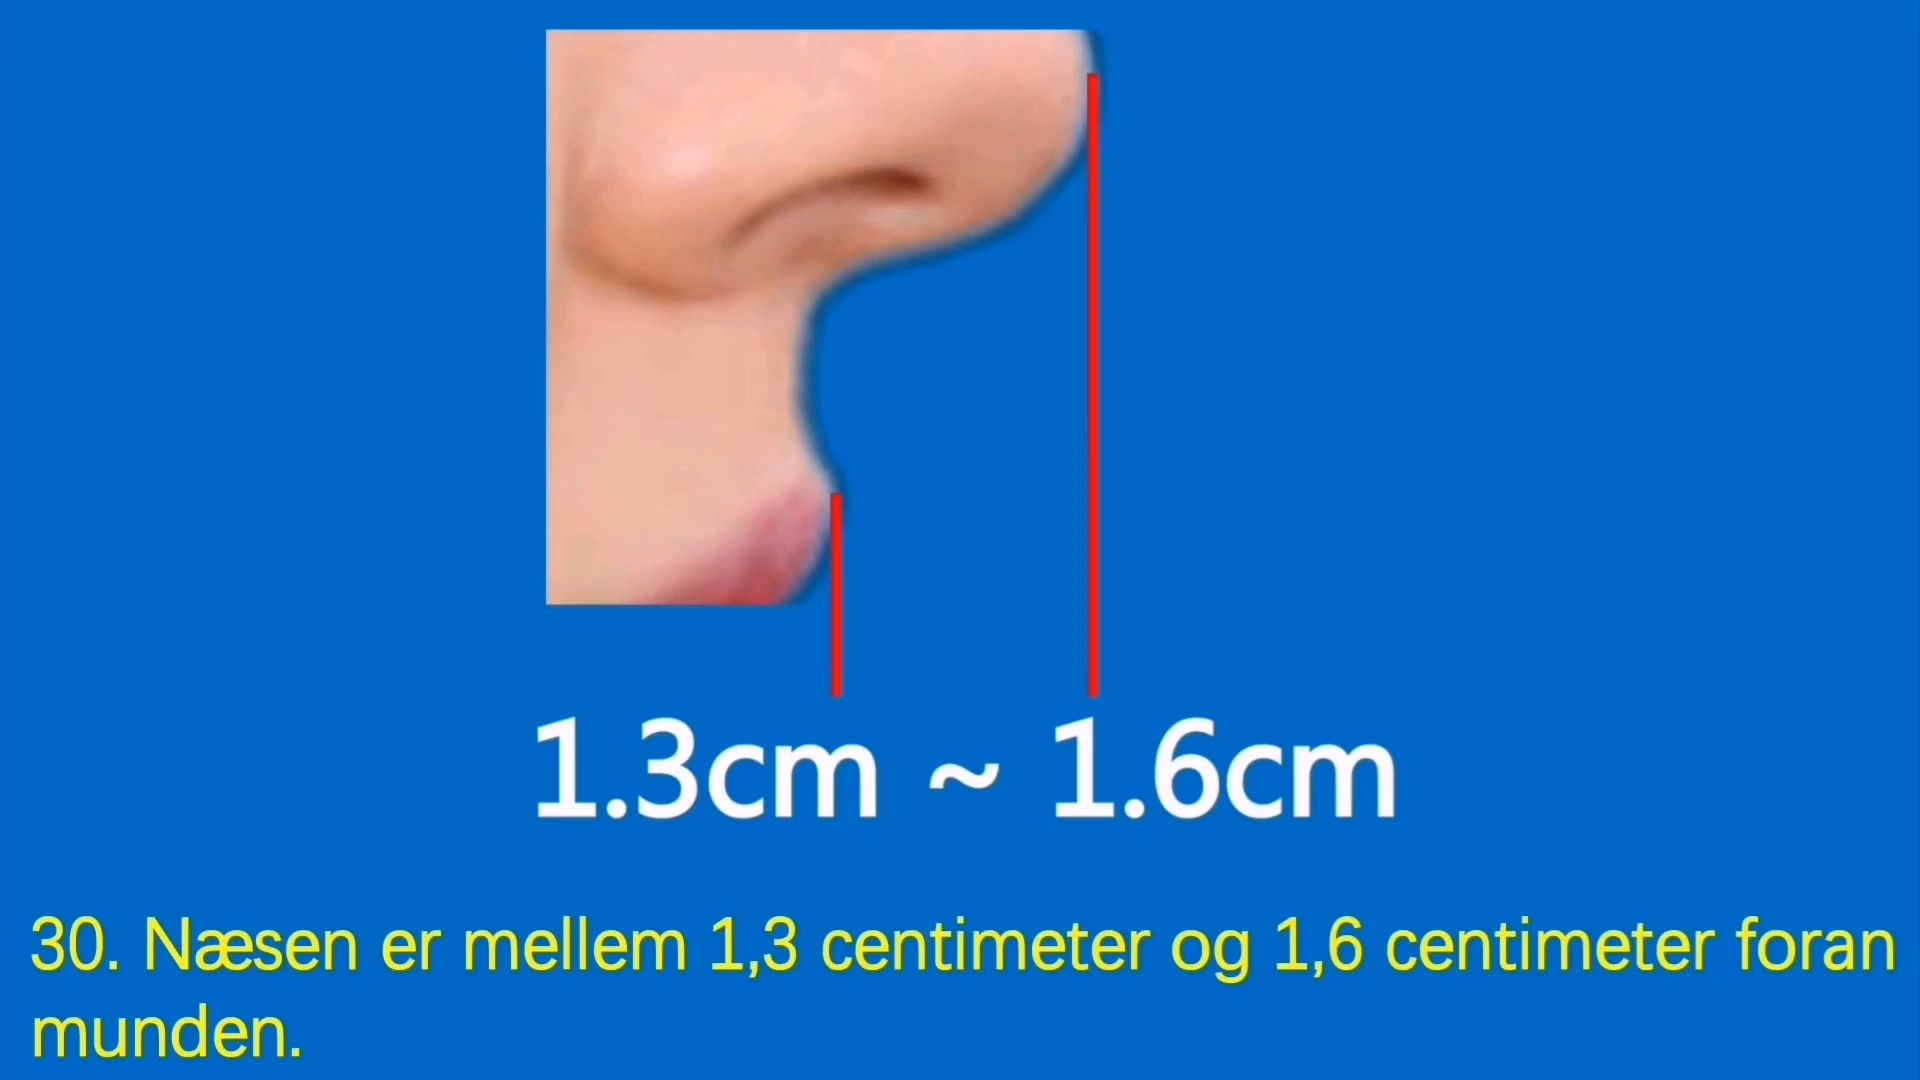 1.3cm ~ 1.6cm
30. Næsen er mellem 1,3 centimeter og 1,6 centimeter foran
munden.